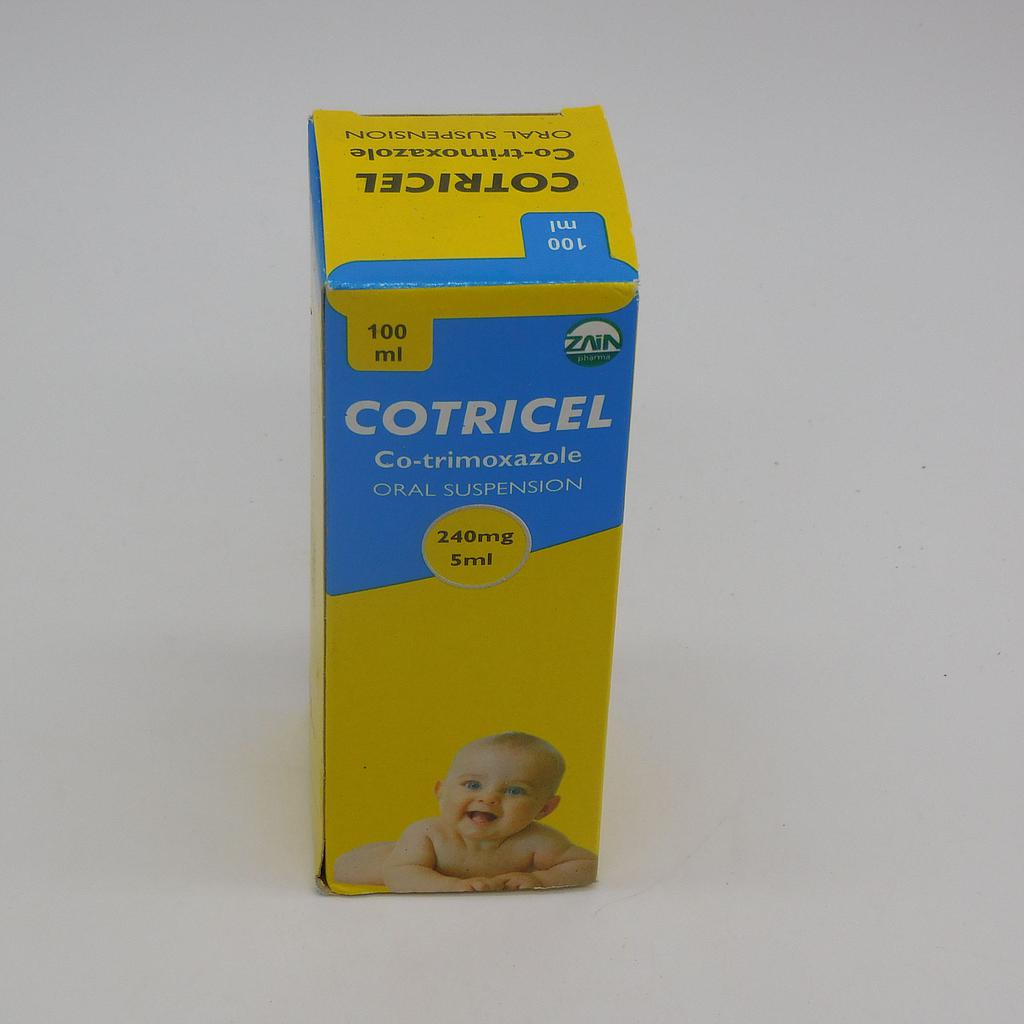 ORAL SUSPENSION
Co-trimoxazole
COTRICEL
100
ml
100
ml
ZAIN
pharma
COTRICEL
Co-trimoxazole
ORAL SUSPENSION
240mg
5ml